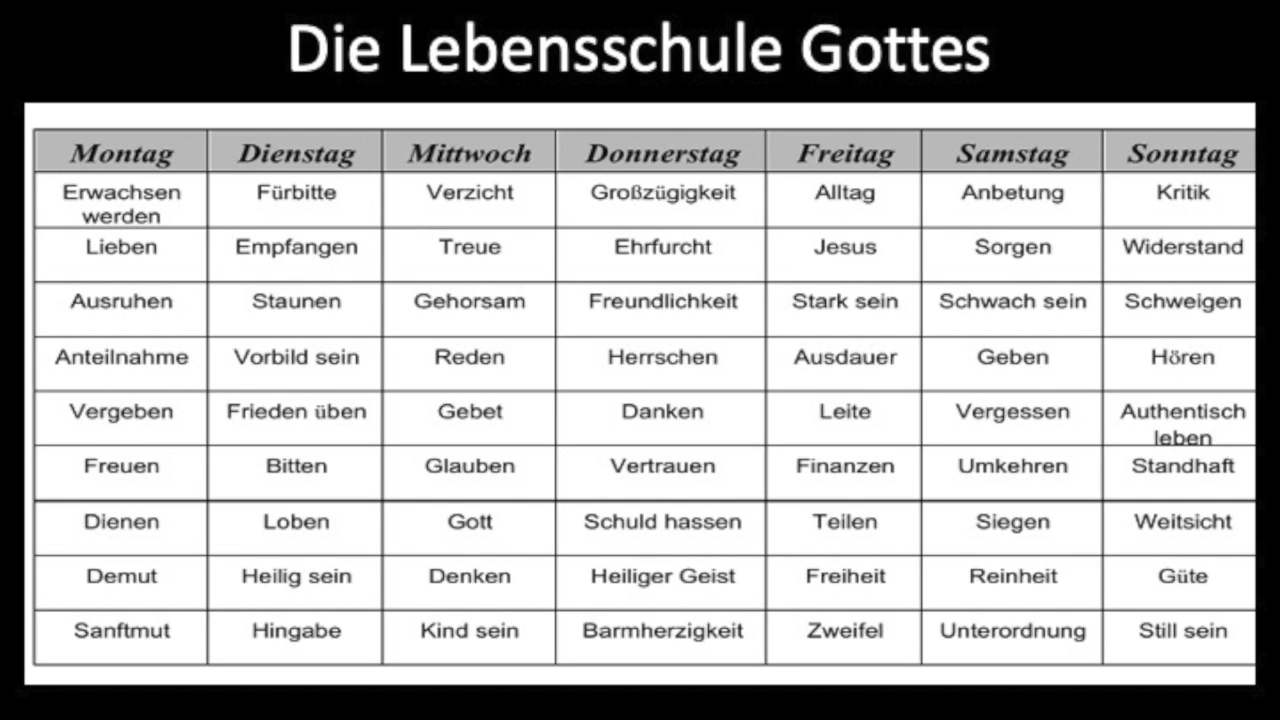 Die Lebensschule Gottes
Montag Dienstag Mittwoch Donnerstag Freitag Samstag Sonntag
Erwachsen werden Fürbitte Verzicht Großzügigkeit Alltag Anbetung Kritik
Lieben Empfangen Treue Ehrfurcht Jesus Sorgen Widerstand
Ausruhen Staunen Gehorsam Freundlichkeit Stark sein Schwach sein Schweigen
Anteilnahme Vorbild sein Reden Herrschen Ausdauer Geben Hören
Vergeben Frieden üben Gebet Danken Leite Vergessen Authentisch leben
Freuen Bitten Glauben Vertrauen Finanzen Umkehren Standhaft
Dienen Loben Gott Schuld hassen Teilen Siegen Weitsicht
Demut Heilig sein Denken Heiliger Geist Freiheit Reinheit Güte
Sanftmut Hingabe Kind sein Barmherzigkeit Zweifel Unterordnung Still sein